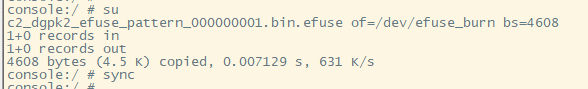 console:/ # su
c2_dgpk2_efuse_pattern_000000001.bin.efuse of=/dev/efuse_burn bs=4608
1+0 records in
1+0 records out
4608 bytes (4.5 K) copied, 0.007129 s, 631 K/s
console:/ # sync
console:/ #